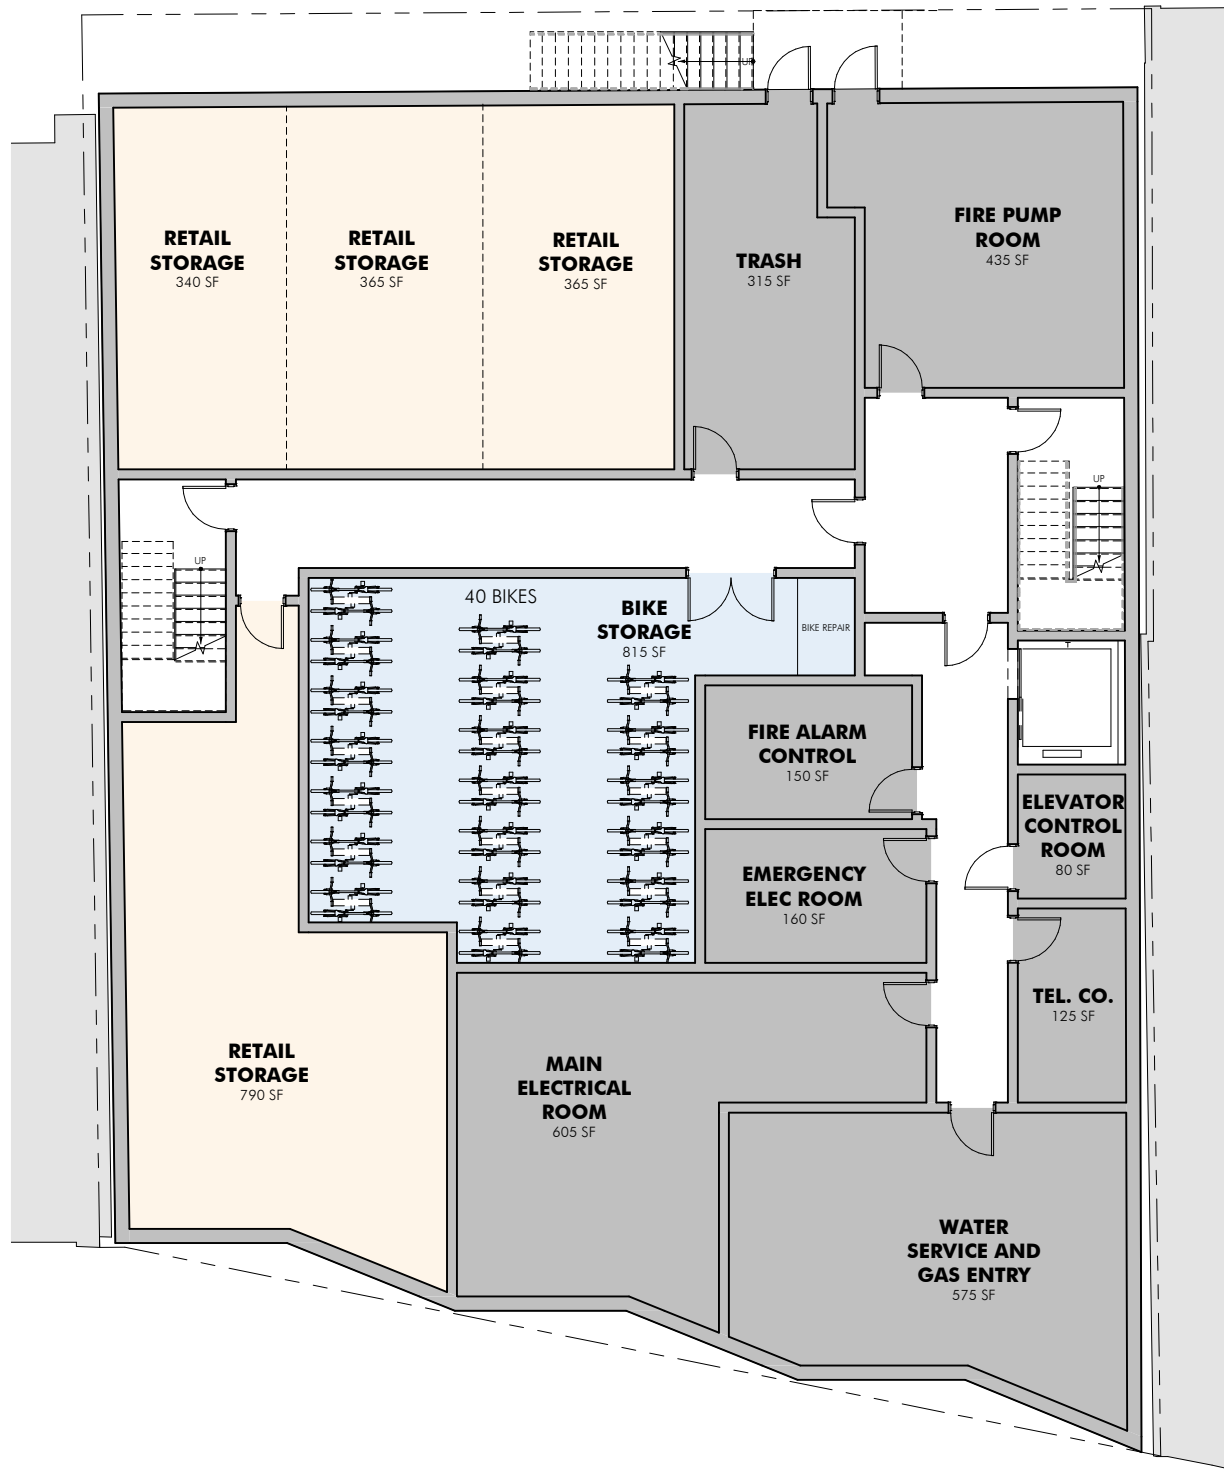 UP
RETAIL
STORAGE
340 SF
RETAIL
STORAGE
365 SF
RETAIL
STORAGE
365 SF
TRASH
315 SF
FIRE PUMP
ROOM
435 SF
UP
UP
40 BIKES
BIKE
STORAGE
815 SF
BIKE REPAIR
FIRE ALARM
CONTROL
150 SF
ELEVATOR
CONTROL
ROOM
80 SF
EMERGENCY
ELEC ROOM
160 SF
TEL. CO.
125 SF
RETAIL
STORAGE
790 SF
MAIN
ELECTRICAL
ROOM
605 SF
WATER
SERVICE AND
GAS ENTRY
575 SF